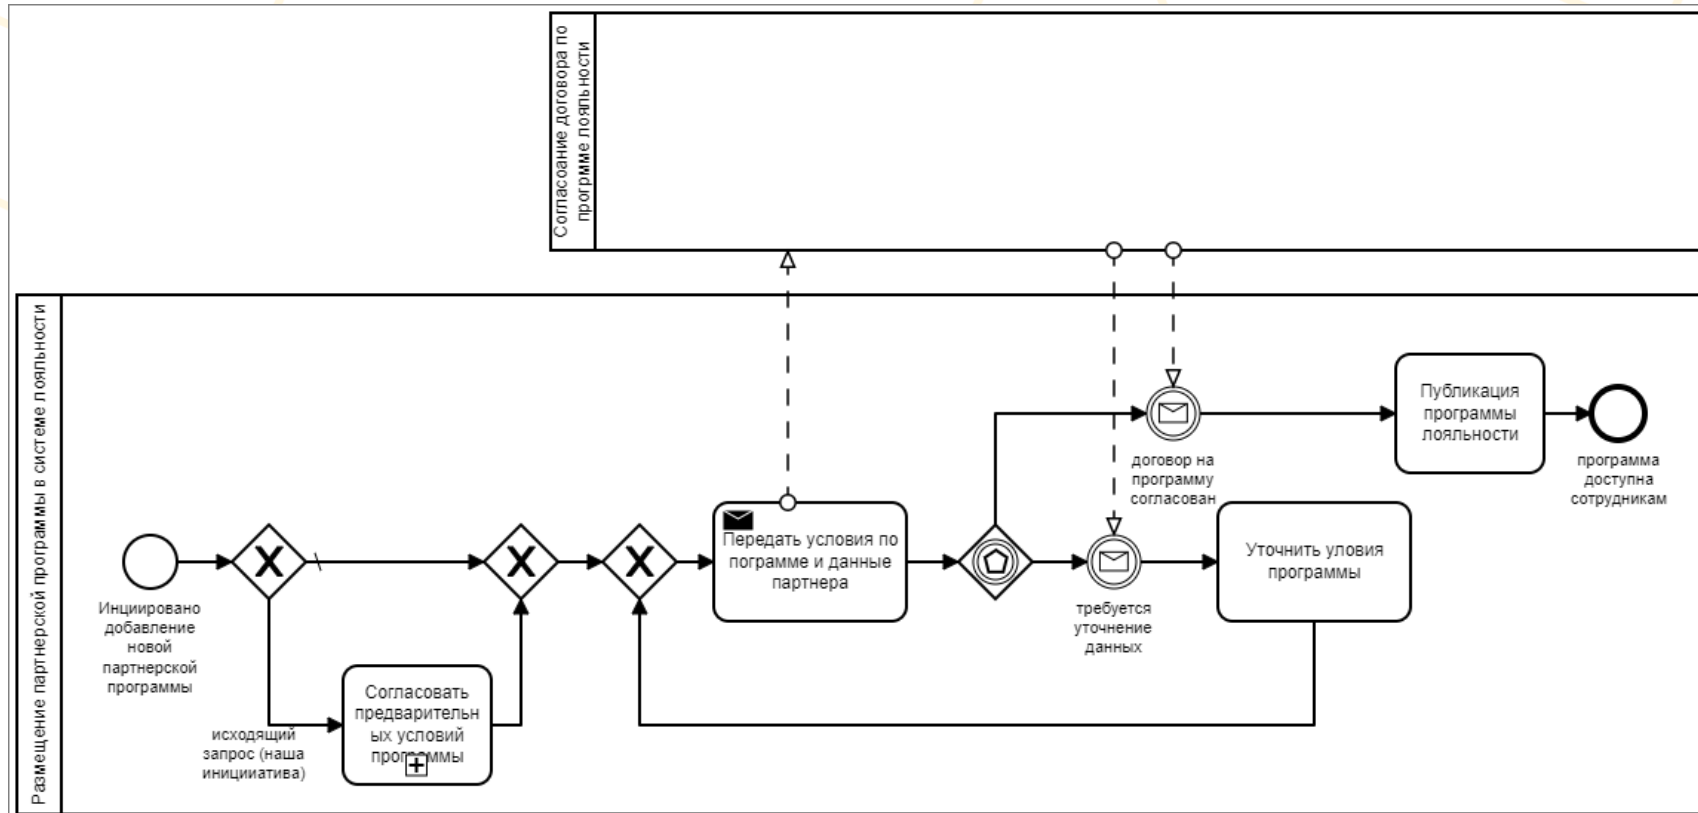 Согласоание договора по
прогрмме лояльности
Размещение партнерской программы в системе лояльности
Инциировано
добавление
новой
партнерской
программы
исходящий
запрос (наша
иницииатива)
Согласовать
предварительн
ых условий
программы
Передать условия по
пограмме и данные
партнера
договор на
программу
согласован
требуется
уточнение
данных
Уточнить уловия
программы
Публикация
программы
лояльности
программа
доступна
сотрудникам